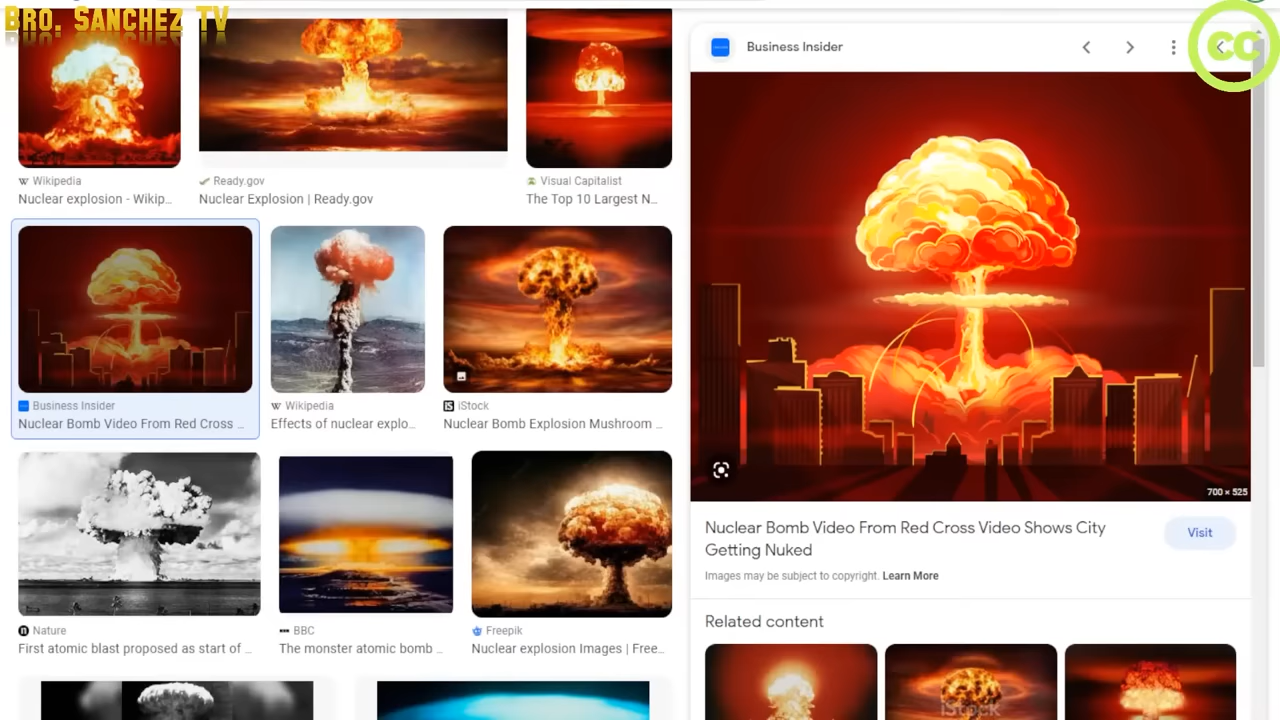 Bro. Sanchez TV
Business Insider
cc
Wikipedia
Nuclear explosion - Wikip...
Ready.gov
Nuclear Explosion | Ready.gov
Visual Capitalist
The Top 10 Largest N...
700 × 525
Business Insider
Nuclear Bomb Video From Red Cross ...
Wikipedia
Effects of nuclear explo...
iStock
Nuclear Bomb Explosion Mushroom ...
Nuclear Bomb Video From Red Cross Video Shows City
Getting Nuked
Visit
Images may be subject to copyright. Learn More
Nature
First atomic blast proposed as start of ...
BBC
The monster atomic bomb ...
Freepik
Nuclear explosion Images | Free...
Related content
iStock